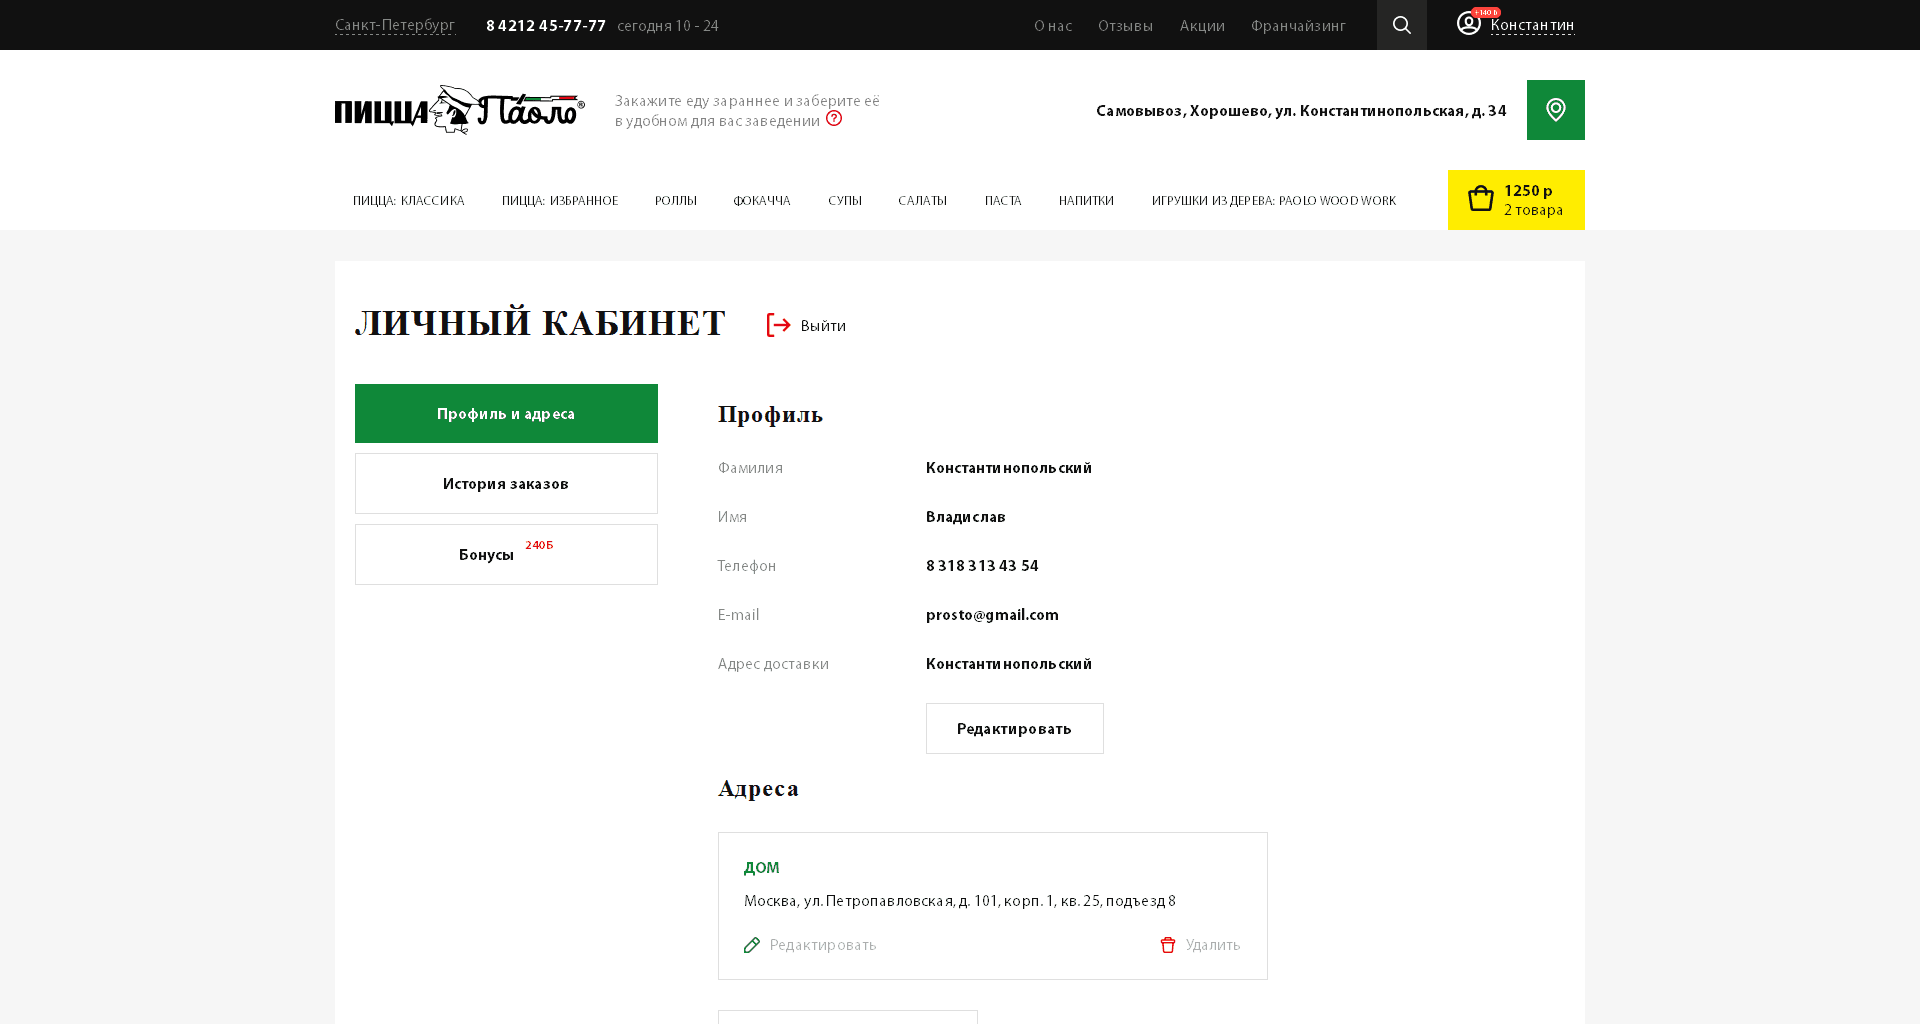 Санкт-Петербург 8 4212 45-77-77 сегодня 10 - 24 О нас Отзывы Акции Франчайзинг +140 Б Константин
ПИЦЦА Паоло ®
Закажите еду зараннее и заберите её
в удобном для вас заведении ?
Самовывоз, Хорошево, ул. Константинопольская, д. 34
ПИЦЦА: КЛАССИКА ПИЦЦА: ИЗБРАННОЕ РОЛЛЫ ФОКАЧЧА СУПЫ САЛАТЫ ПАСТА НАПИТКИ ИГРУШКИ ИЗ ДЕРЕВА: PAOLO WOOD WORK
1250 р
2 товара
ЛИЧНЫЙ КАБИНЕТ Выйти
Профиль и адреса
История заказов
Бонусы 240Б
Профиль
Фамилия Константинопольский
Имя Владислав
Телефон 8 318 313 43 54
E-mail prosto@gmail.com
Адрес доставки Константинопольский
Редактировать
Адреса
ДОМ
Москва, ул. Петропавловская, д. 101, корп. 1, кв. 25, подъезд 8
Редактировать Удалить